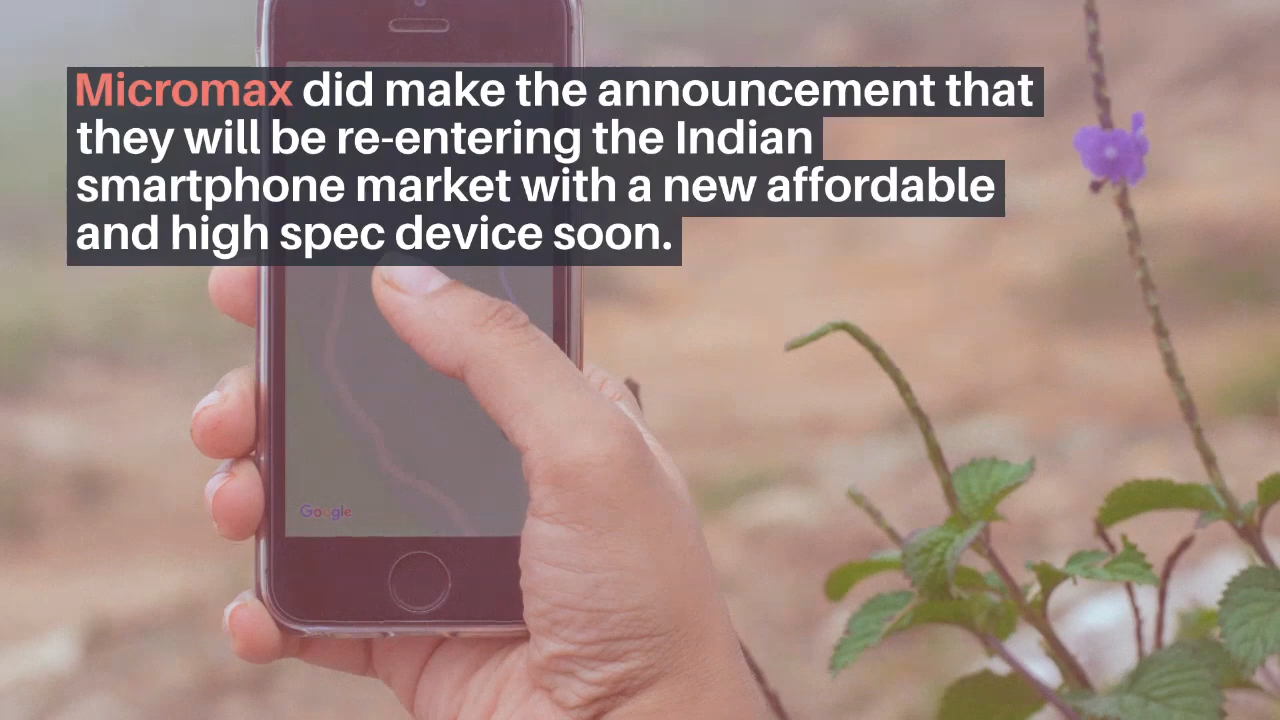 Micromax did make the announcement that
they will be re-entering the Indian
smartphone market with a new affordable
and high spec device soon.
Google